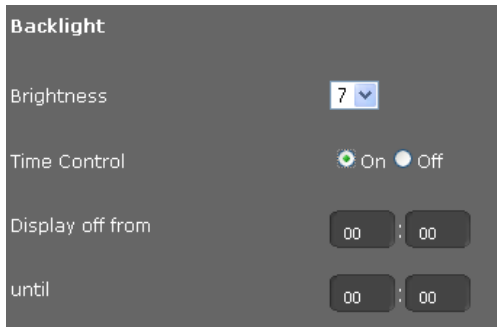 Backlight
Brightness 7
Time Control On Off
Display off from 00 : 00
until 00 : 00